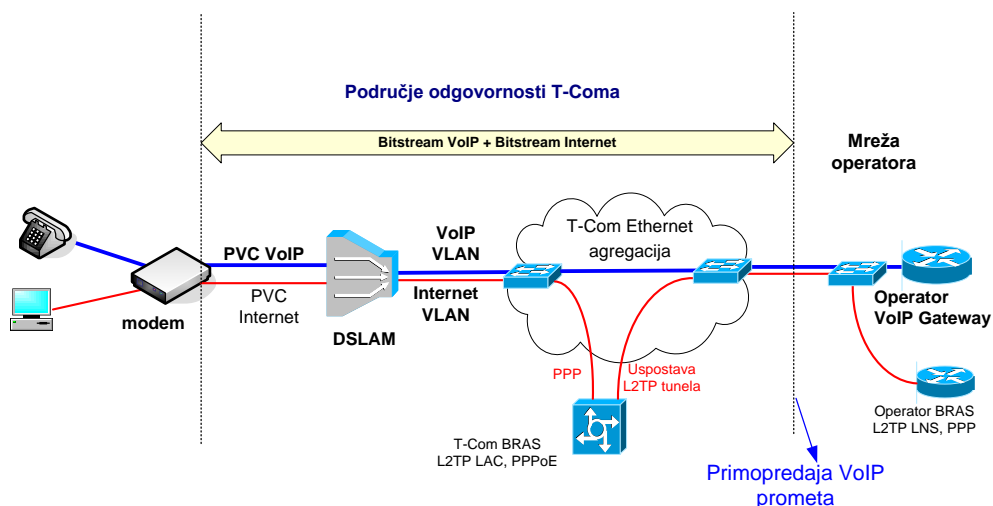 Područje odgovornosti T-Coma
Bitstream VoIP + Bitstream Internet
Mreža
operatora
T-Com Ethernet
agregacija
VoIP
VLAN
PVC VoIP
PVC
Internet
Internet
VLAN
modem
DSLAM
Operator
VoIP Gateway
PPP
Uspostava
L2TP tunela
T-Com BRAS
L2TP LAC, PPPoE
Operator BRAS
L2TP LNS, PPP
Primopredaja VoIP
prometa